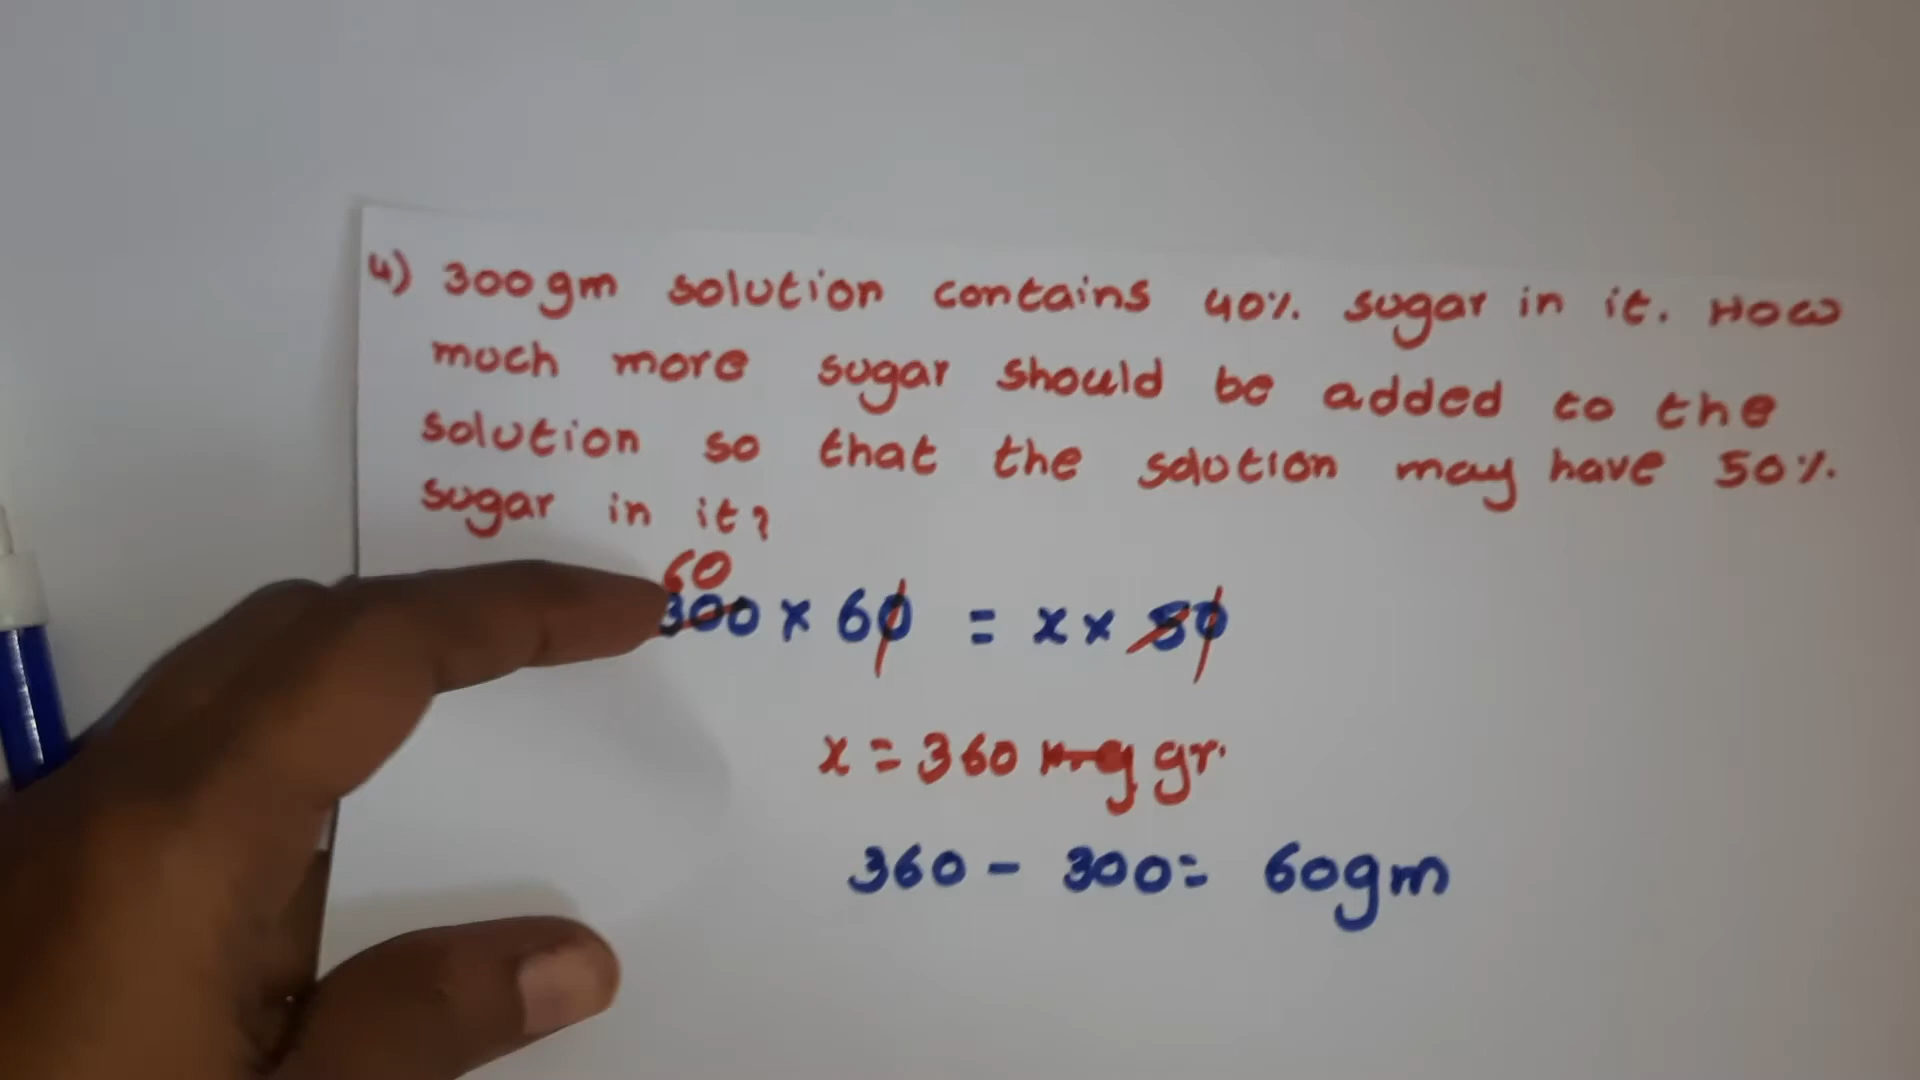 4) 300gm solution contains 40% sugar in it. How
much more sugar should be added to the
solution so that the solution may have 50%
sugar in it?
60
300 x 60 = x x 50
x = 360 gr.
360 - 300 = 60gm